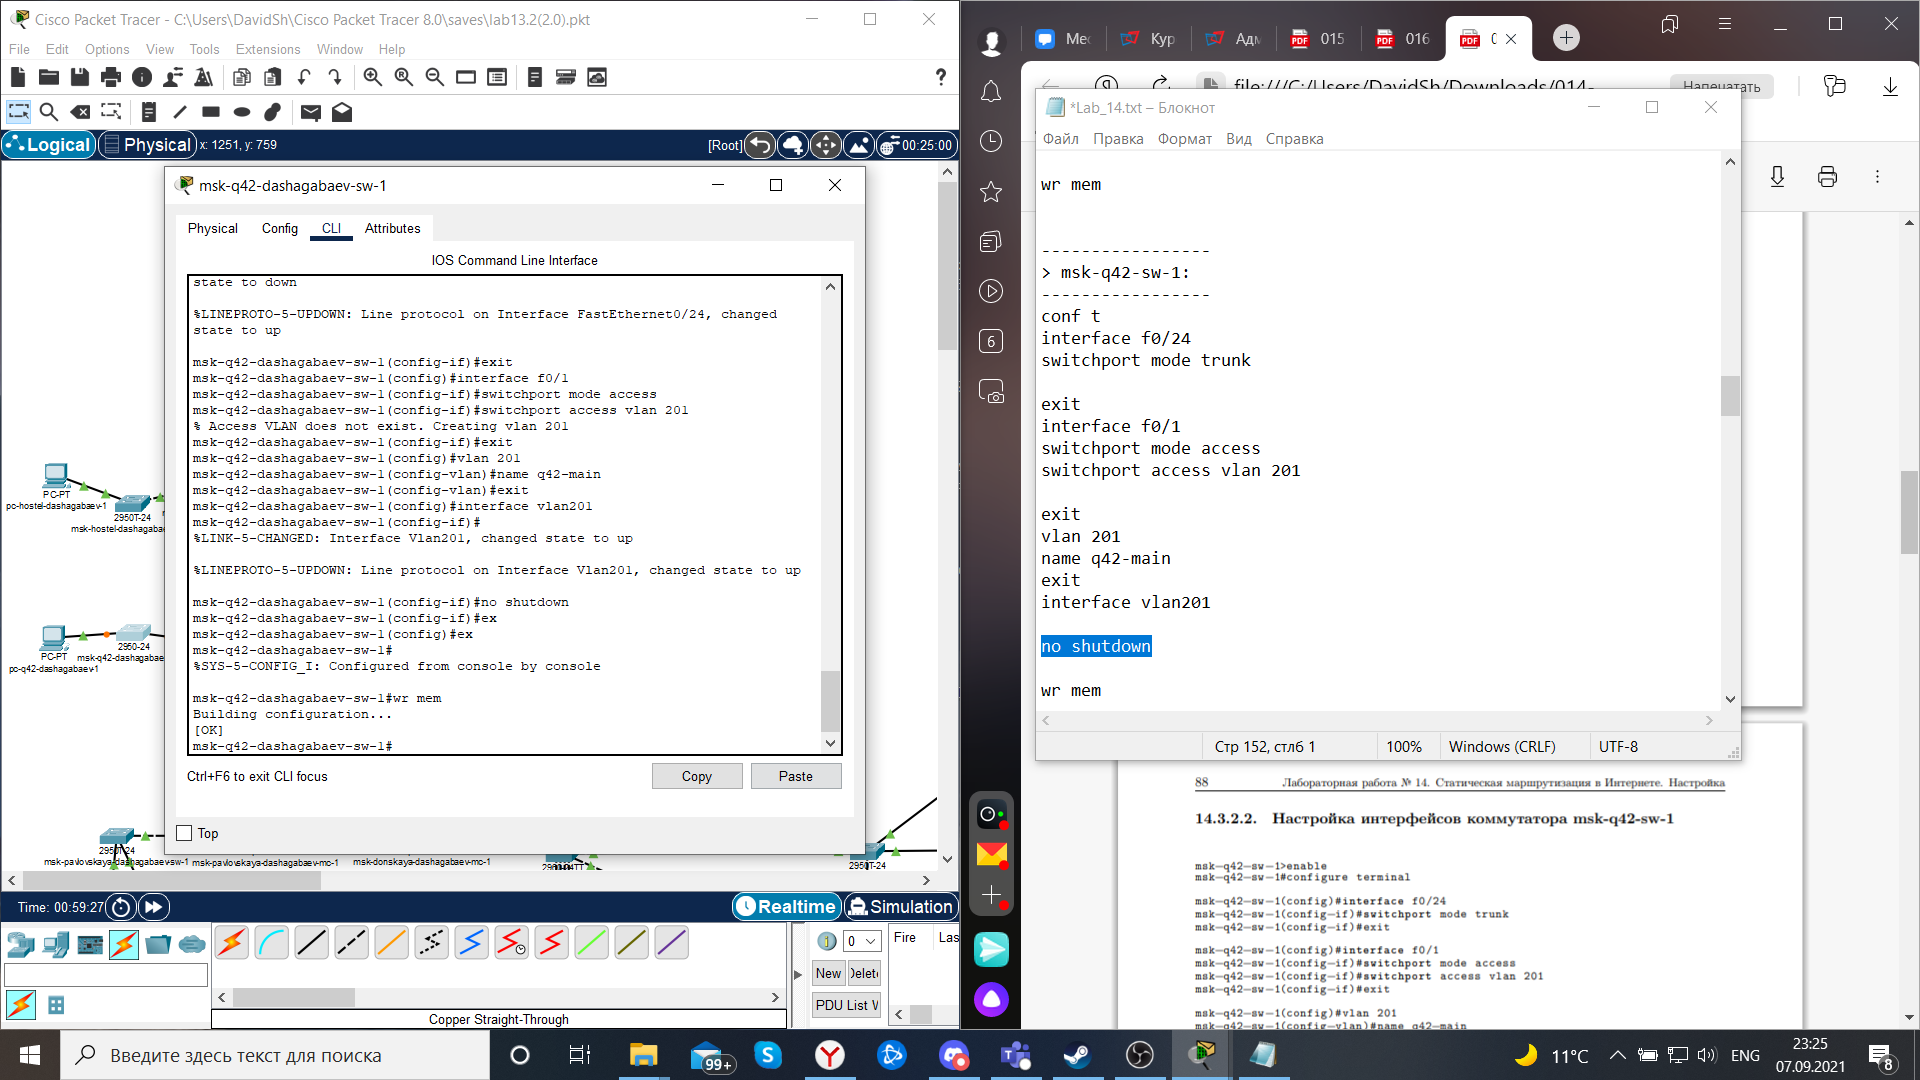 Cisco Packet Tracer - C:\Users\DavidSh\Cisco Packet Tracer 8.0\saves\lab13.2(2.0).pkt
File Edit Options View Tools Extensions Window Help
Logical Physical x: 1251, y: 759 [Root] 00:25:00
msk-q42-dashagabaev-sw-1
Physical Config CLI Attributes
IOS Command Line Interface
state to down
%LINEPROTO-5-UPDOWN: Line protocol on Interface FastEthernet0/24, changed
state to up
msk-q42-dashagabaev-sw-1(config-if)#exit
msk-q42-dashagabaev-sw-1(config)#interface f0/1
msk-q42-dashagabaev-sw-1(config-if)#switchport mode access
msk-q42-dashagabaev-sw-1(config-if)#switchport access vlan 201
% Access VLAN does not exist. Creating vlan 201
msk-q42-dashagabaev-sw-1(config-if)#exit
msk-q42-dashagabaev-sw-1(config)#vlan 201
msk-q42-dashagabaev-sw-1(config-vlan)#name q42-main
msk-q42-dashagabaev-sw-1(config-vlan)#exit
msk-q42-dashagabaev-sw-1(config)#interface vlan201
msk-q42-dashagabaev-sw-1(config-if)#
%LINK-5-CHANGED: Interface Vlan201, changed state to up
%LINEPROTO-5-UPDOWN: Line protocol on Interface Vlan201, changed state to up
msk-q42-dashagabaev-sw-1(config-if)#no shutdown
msk-q42-dashagabaev-sw-1(config-if)#ex
msk-q42-dashagabaev-sw-1(config)#ex
msk-q42-dashagabaev-sw-1#
%SYS-5-CONFIG_I: Configured from console by console
msk-q42-dashagabaev-sw-1#wr mem
Building configuration...
[OK]
msk-q42-dashagabaev-sw-1#
Ctrl+F6 to exit CLI focus
Copy Paste
Top
PC-PT
pc-hostel-dashagabaev-1
2950T-24
msk-hostel-dashagabae
PC-PT
pc-q42-dashagabaev-1
2950-24
msk-q42-dashagabae
2950T-24
msk-pavlovskaya-dashagabaev-sw-1
msk-pavlovskaya-dashagabaev-mc-1
msk-donskaya-dashagabaev-mc-1
2950T-24
Time: 00:59:27
Realtime Simulation
0
Fire Las
New Delet
PDU List W
Copper Straight-Through
Мес
Кур
Адм
015
016
0
file:///C:/Users/DavidSh/Downloads/014-
Напечатать
6
*Lab_14.txt – Блокнот
Файл Правка Формат Вид Справка
wr mem
-----------------
> msk-q42-sw-1:
-----------------
conf t
interface f0/24
switchport mode trunk
exit
interface f0/1
switchport mode access
switchport access vlan 201
exit
vlan 201
name q42-main
exit
interface vlan201
no shutdown
wr mem
Стр 152, стлб 1 100% Windows (CRLF) UTF-8
88 Лабораторная работа № 14. Статическая маршрутизация в Интернете. Настройка
14.3.2.2. Настройка интерфейсов коммутатора msk-q42-sw-1
msk-q42-sw-1>enable
msk-q42-sw-1#configure terminal
msk-q42-sw-1(config)#interface f0/24
msk-q42-sw-1(config-if)#switchport mode trunk
msk-q42-sw-1(config-if)#exit
msk-q42-sw-1(config)#interface f0/1
msk-q42-sw-1(config-if)#switchport mode access
msk-q42-sw-1(config-if)#switchport access vlan 201
msk-q42-sw-1(config-if)#exit
msk-q42-sw-1(config)#vlan 201
msk-q42-sw-1(config-vlan)#name q42-main
Введите здесь текст для поиска
99+
11°C
ENG
23:25
07.09.2021
8